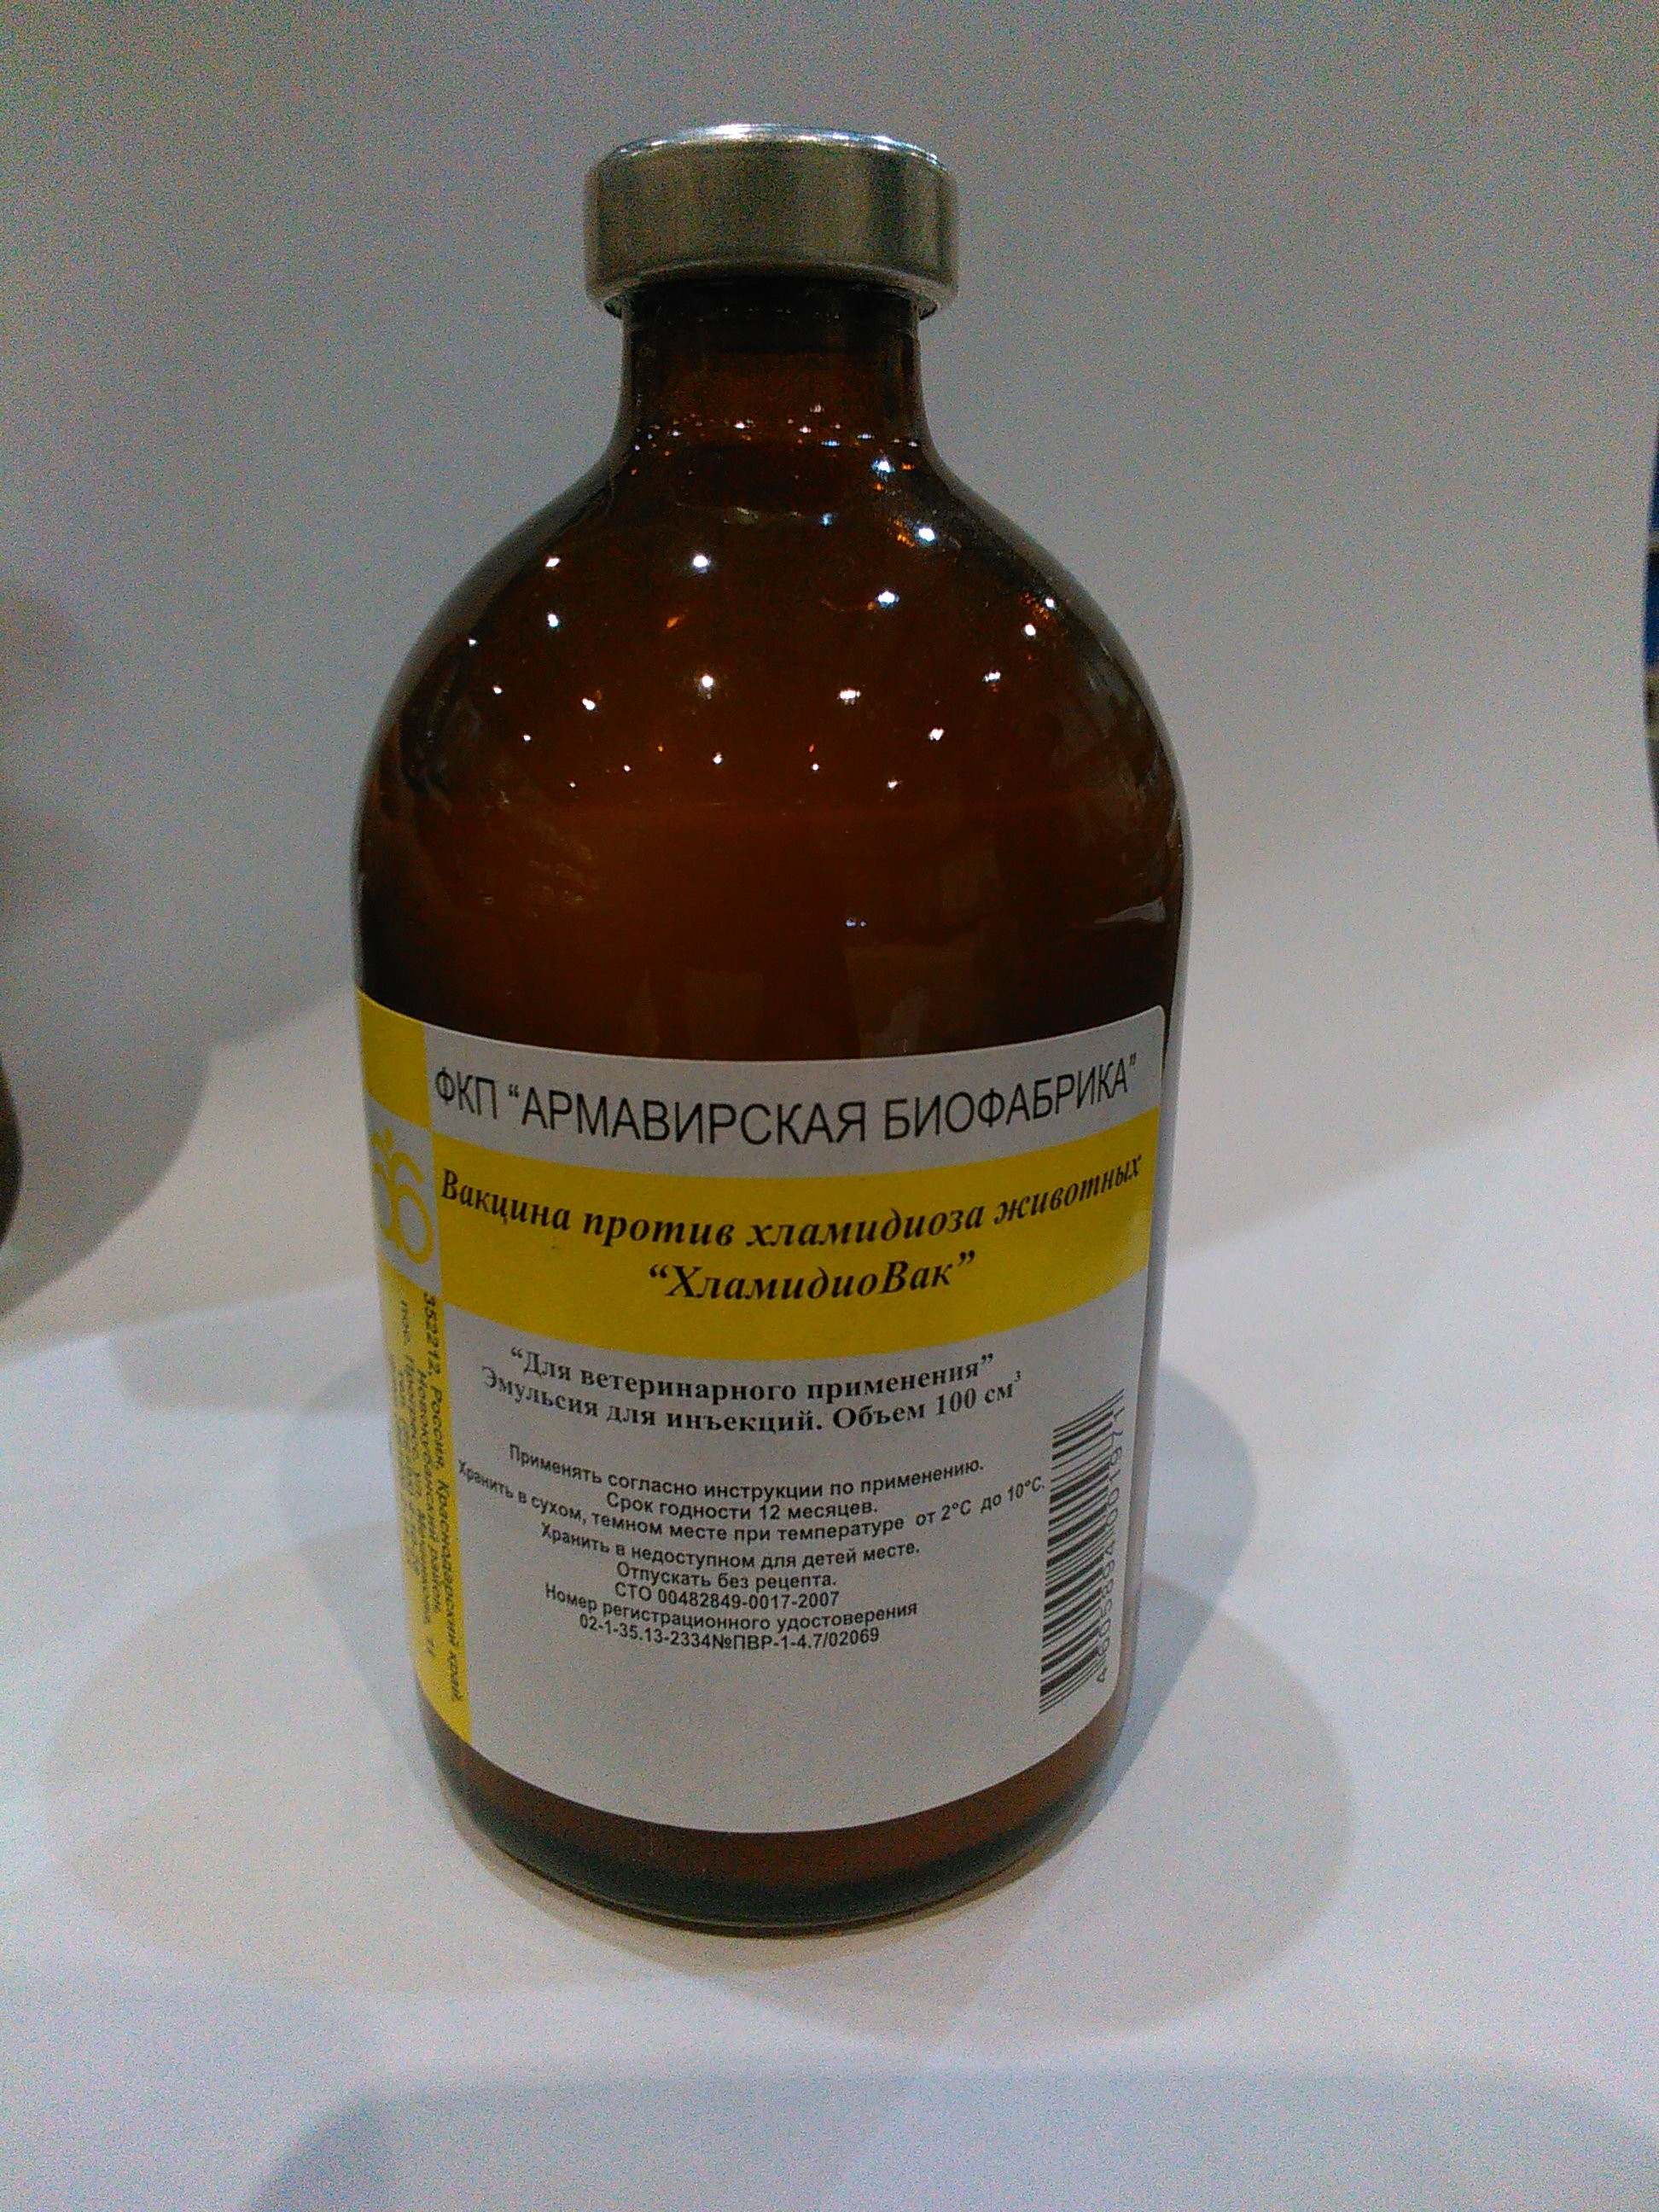 ФКП “АРМАВИРСКАЯ БИОФАБРИКА”
Вакцина против хламидиоза животных
“ХламидиоВак”
“Для ветеринарного применения”
Эмульсия для инъекций. Объем 100 см³
Применять согласно инструкции по применению.
Срок годности 12 месяцев.
Хранить в сухом, темном месте при температуре от 2°С до 10°С.
Хранить в недоступном для детей месте.
Отпускать без рецепта.
СТО 00482849-0017-2007
Номер регистрационного удостоверения
02-1-35.13-2334№ПВР-1-4.7/02069
352212, Россия, Краснодарский край,
Новокубанский район,